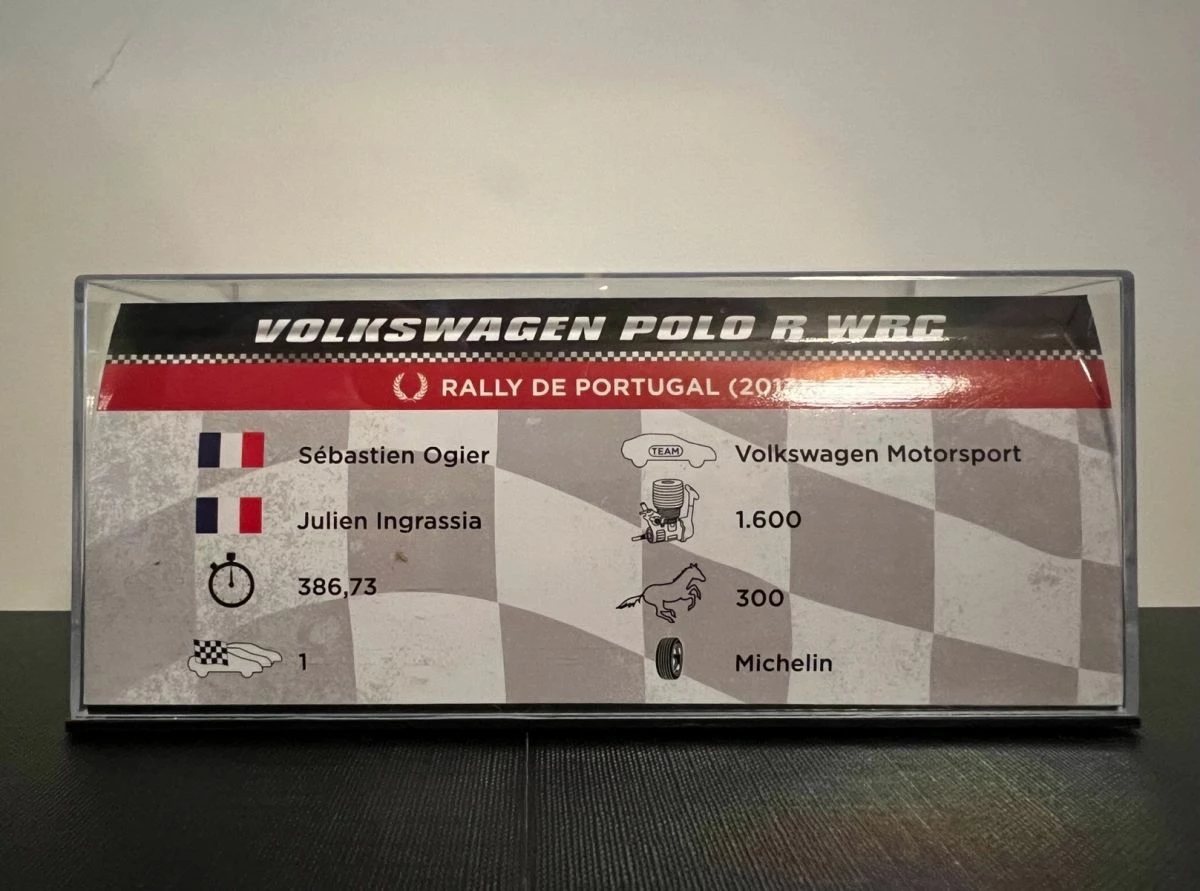 VOLKSWAGEN POLO R WRC
RALLY DE PORTUGAL (2013)
Sébastien Ogier
TEAM
Volkswagen Motorsport
Julien Ingrassia
1.600
386,73
300
1
Michelin